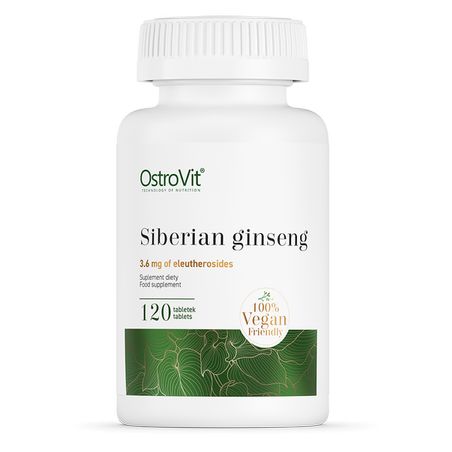 OstroVit®
TECHNOLOGY OF NUTRITION
Siberian ginseng
3.6 mg of eleutherosides
Suplement diety
Food supplement
120 tabletek
tablets
100%
Vegan
Friendly